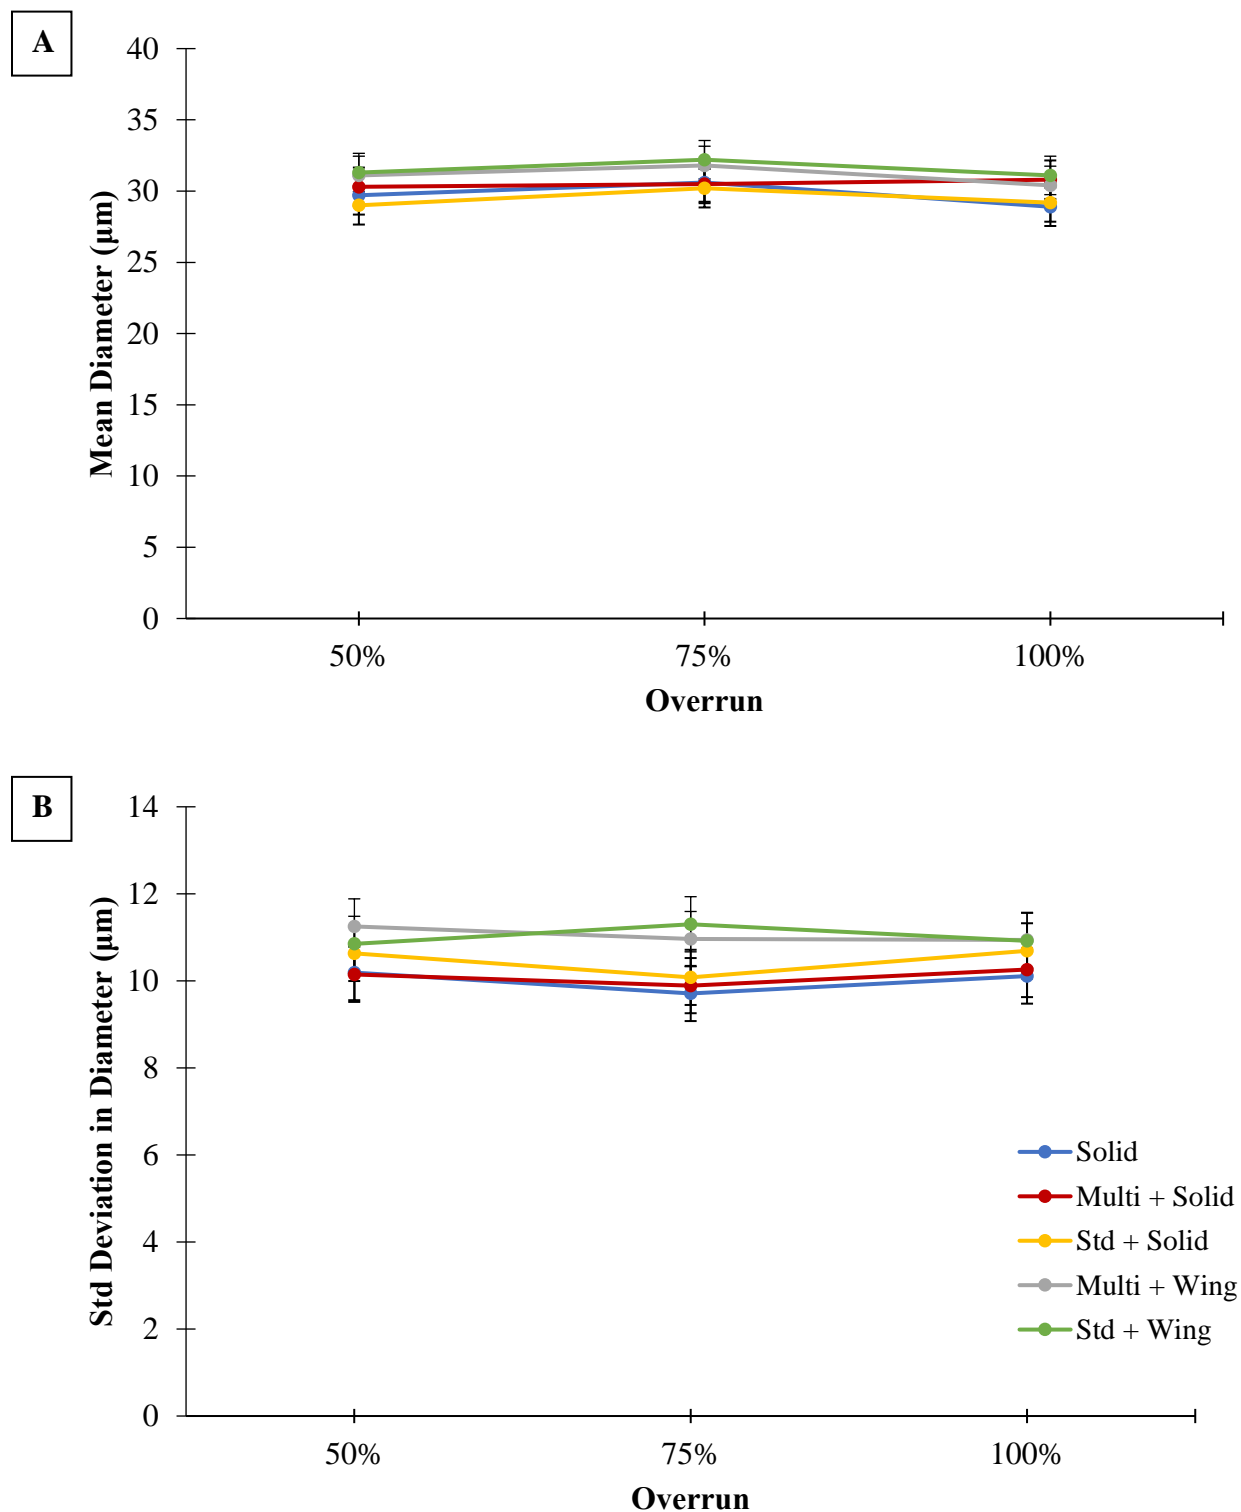 A
40
35
30
25
20
15
10
5
0
Mean Diameter (μm)
50% 75% 100%
Overrun
B
14
12
10
8
6
4
2
0
Std Deviation in Diameter (μm)
Solid
Multi + Solid
Std + Solid
Multi + Wing
Std + Wing
50% 75% 100%
Overrun